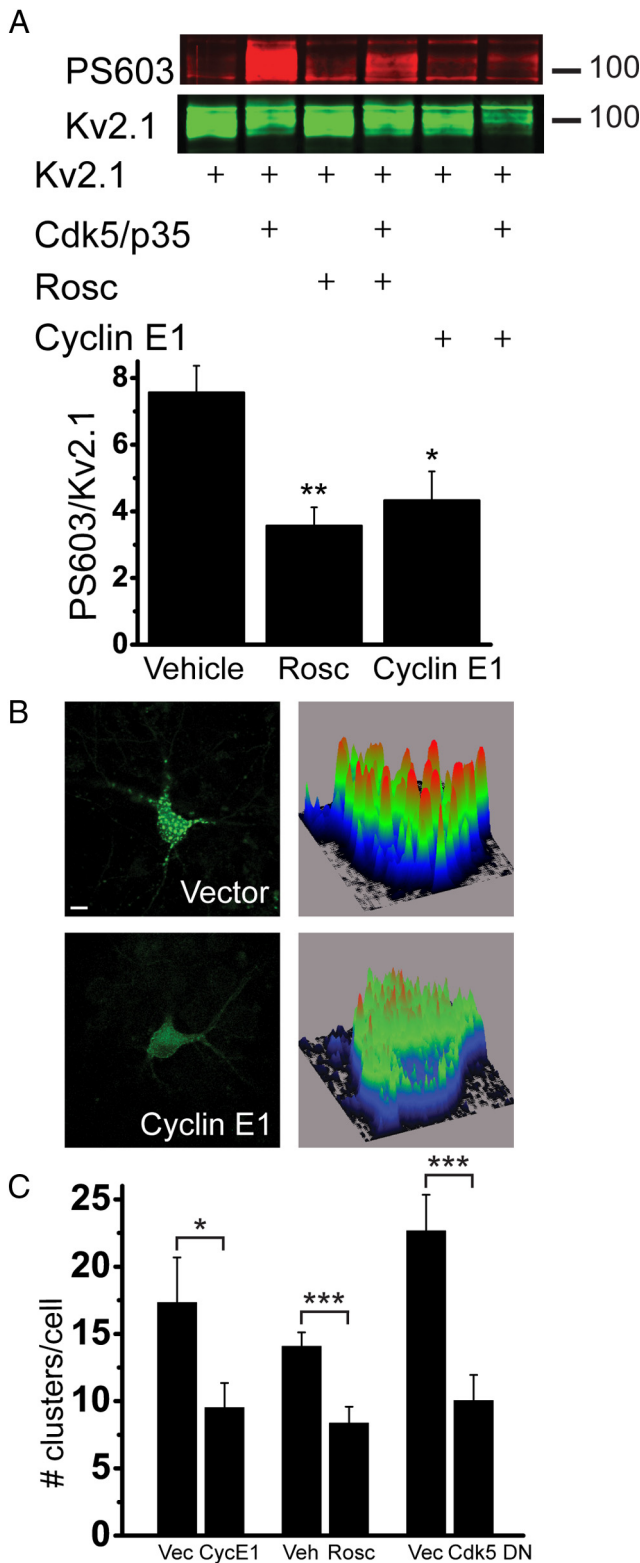 A
PS603 — 100
Kv2.1 — 100
Kv2.1 + + + + + +
Cdk5/p35 + + +
Rosc + +
Cyclin E1 + +
PS603/Kv2.1
8
6
4
2
0
**
*
Vehicle Rosc Cyclin E1
B
Vector
Cyclin E1
C
# clusters/cell
25
20
15
10
5
0
*
***
***
Vec CycE1 Veh Rosc Vec Cdk5 DN